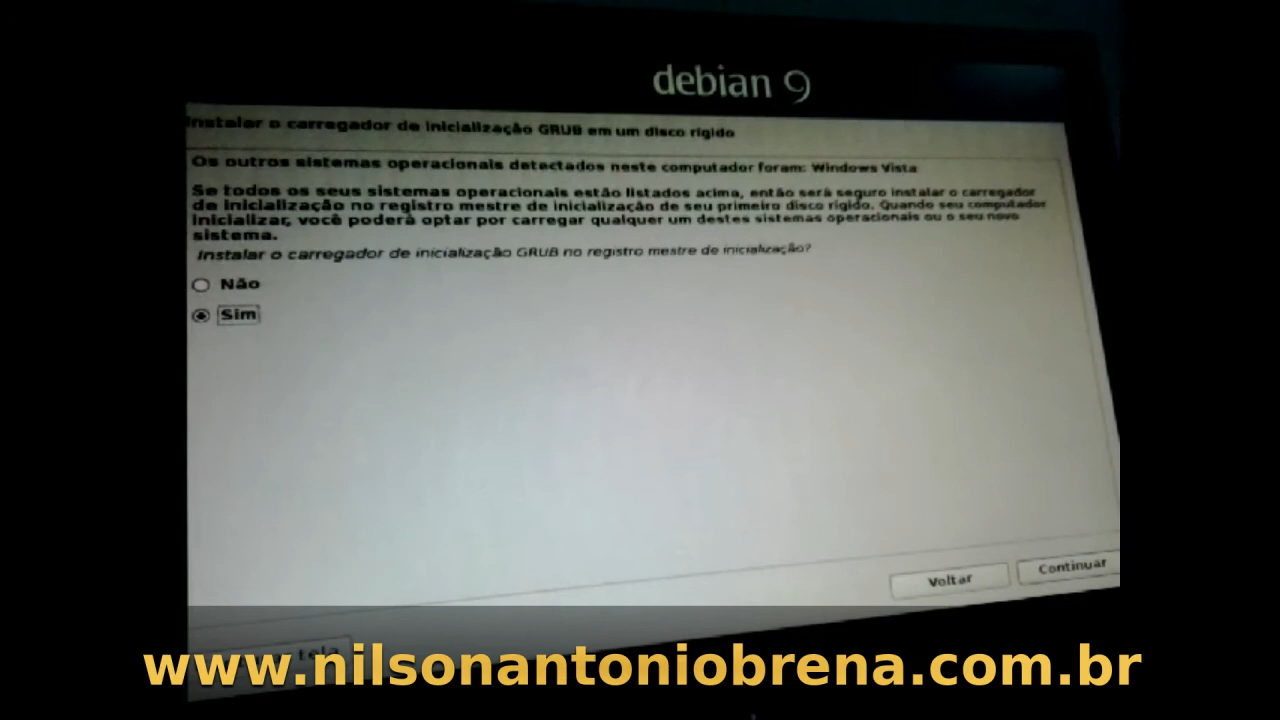 debian 9
Instalar o carregador de inicialização GRUB em um disco rígido
Os outros sistemas operacionais detectados neste computador foram: Windows Vista
Se todos os seus sistemas operacionais estão listados acima, então será seguro instalar o carregador
de inicialização no registro mestre de inicialização de seu primeiro disco rígido. Quando seu computador
inicializar, você poderá optar por carregar qualquer um destes sistemas operacionais ou o seu novo
sistema.
Instalar o carregador de inicialização GRUB no registro mestre de inicialização?
Não
Sim
Voltar
Continuar
tela
www.nilsonantoniobrena.com.br